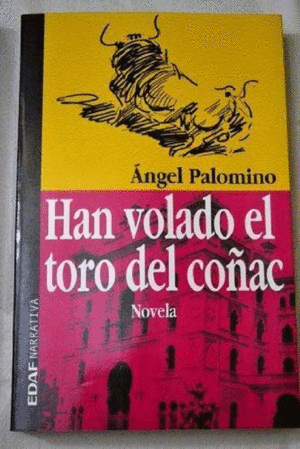 Ángel Palomino
Han volado el
toro del coñac
Novela
EDAF NARRATIVA